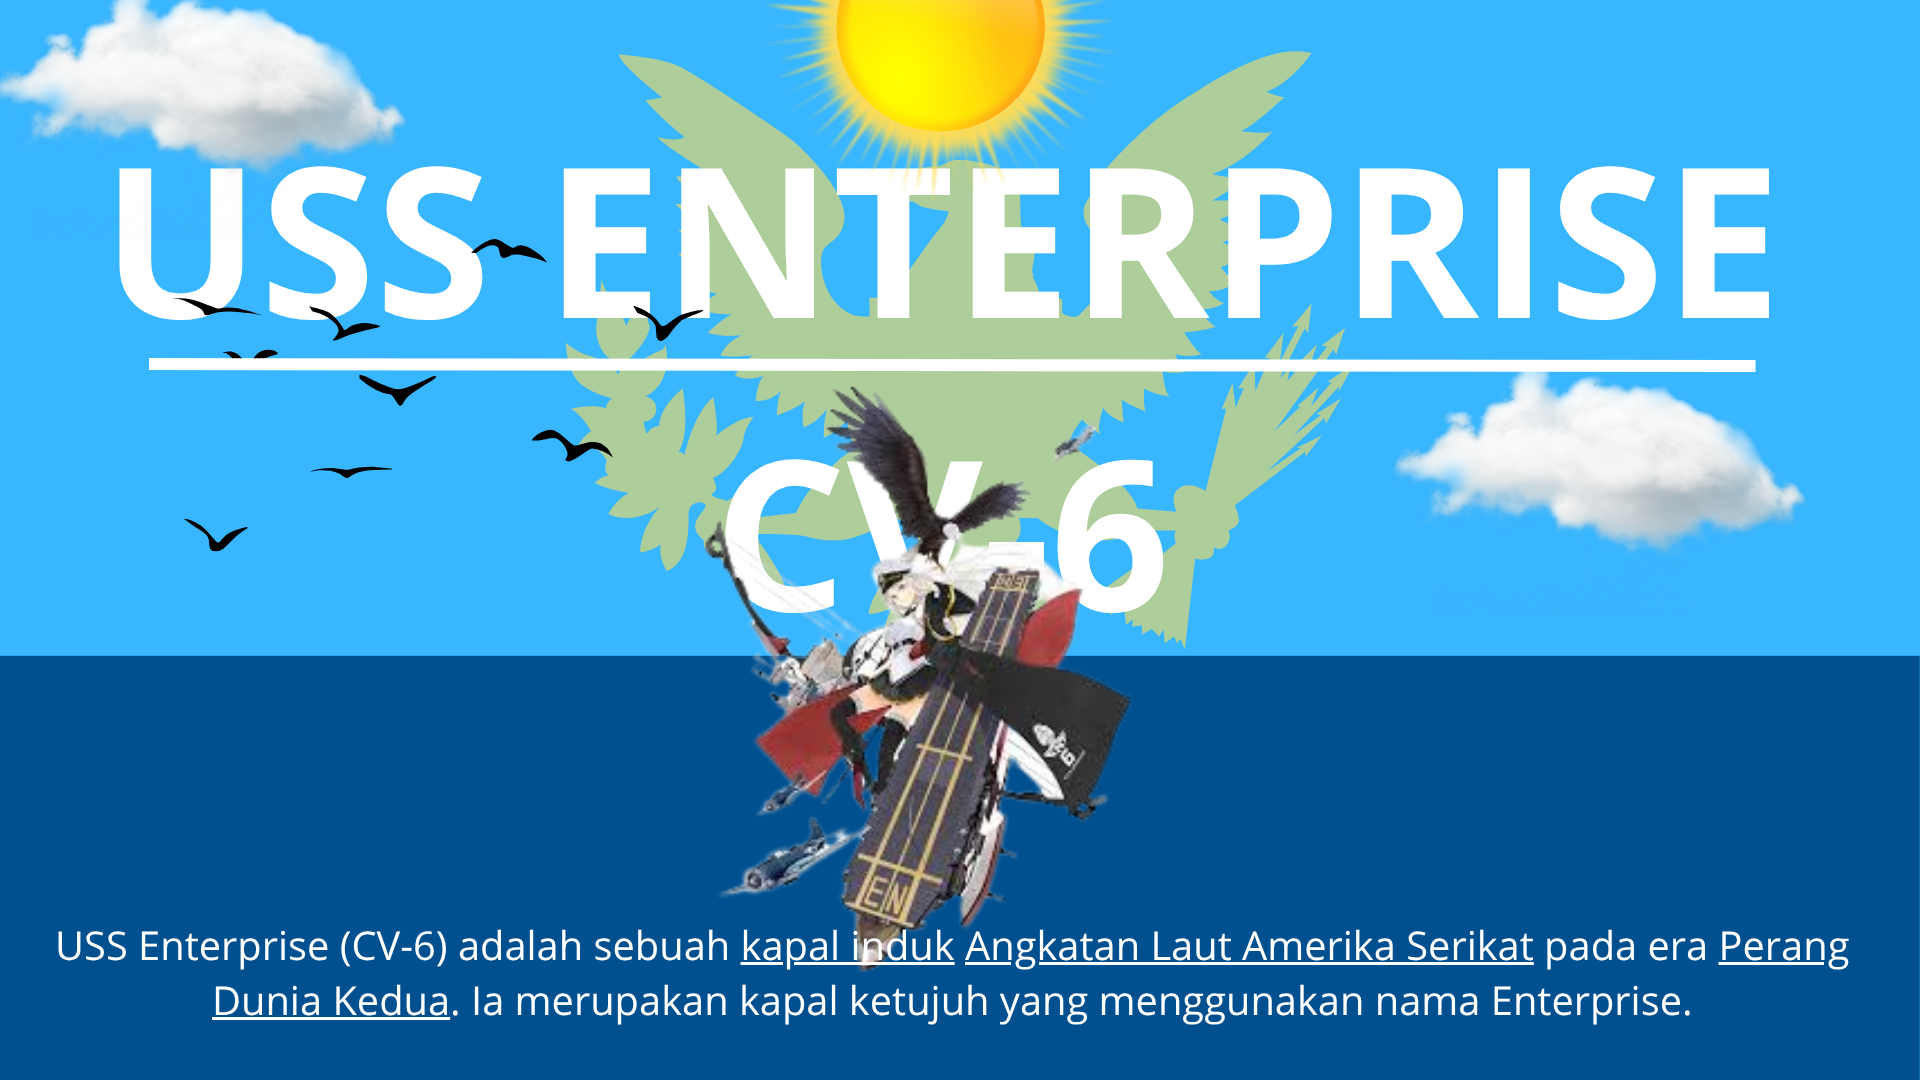 USS ENTERPRISE
CV-6
EN
USS Enterprise (CV-6) adalah sebuah kapal induk Angkatan Laut Amerika Serikat pada era Perang
Dunia Kedua. Ia merupakan kapal ketujuh yang menggunakan nama Enterprise.